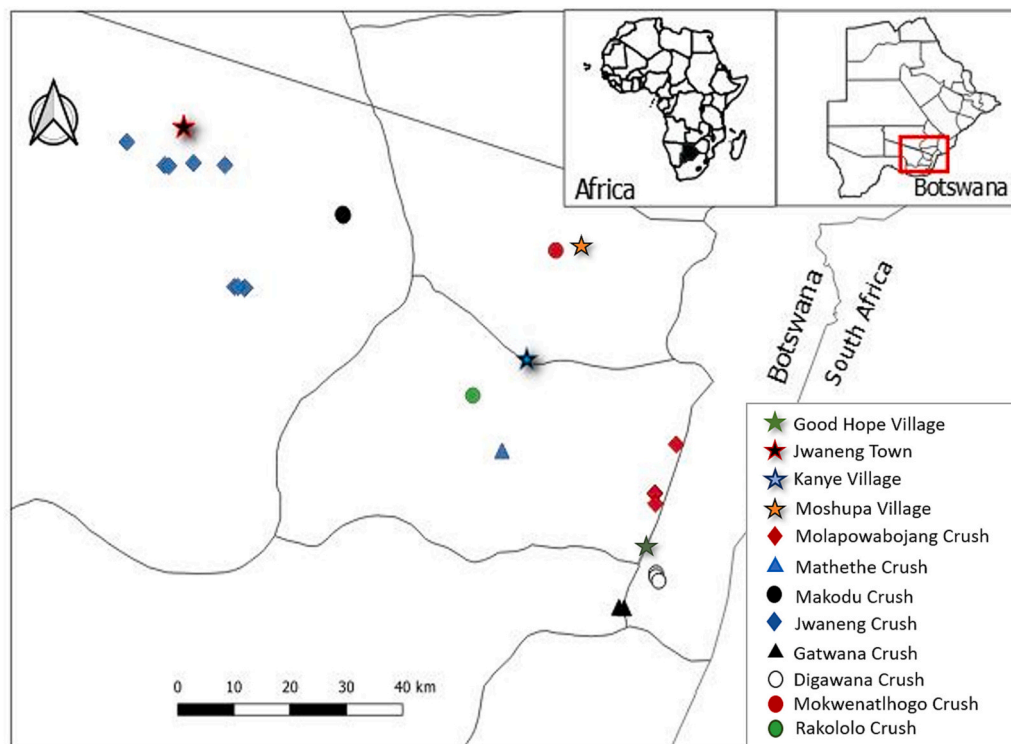 Africa
Botswana
Botswana
South Africa
Good Hope Village
Jwaneng Town
Kanye Village
Moshupa Village
Molapowabojang Crush
Mathethe Crush
Makodu Crush
Jwaneng Crush
Gatwana Crush
Digawana Crush
Mokwenatlhogo Crush
Rakololo Crush
0 10 20 30 40 km